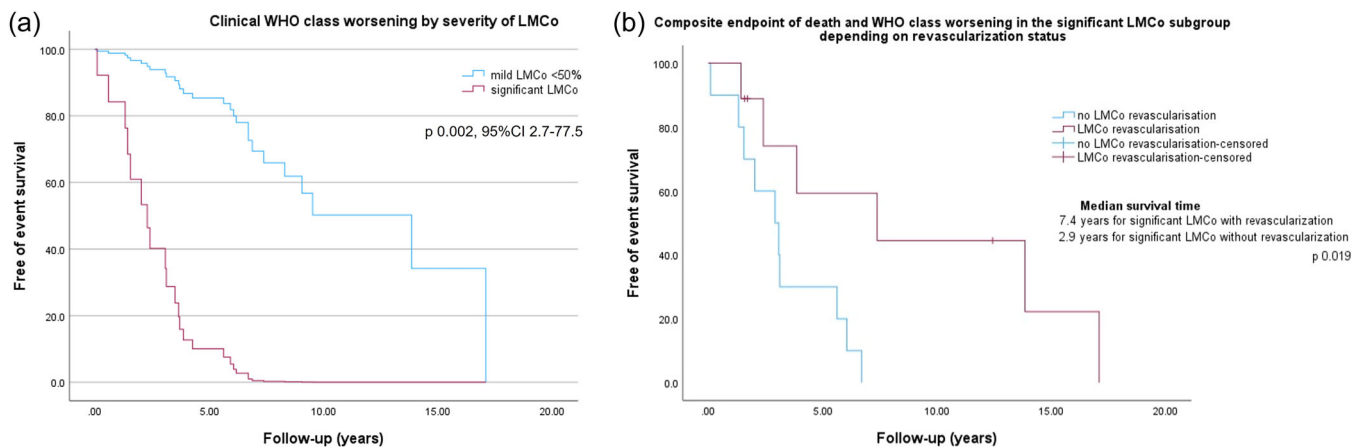 (a)
Clinical WHO class worsening by severity of LMCo
100.0
80.0
60.0
40.0
20.0
0.0
Free of event survival
mild LMCo <50%
significant LMCo
p 0.002, 95%CI 2.7-77.5
.00
5.00
10.00
15.00
20.00
Follow-up (years)
(b)
Composite endpoint of death and WHO class worsening in the significant LMCo subgroup
depending on revascularization status
100.0
80.0
60.0
40.0
20.0
0.0
Free of event survival
no LMCo revascularisation
LMCo revascularisation
no LMCo revascularisation-censored
LMCo revascularisation-censored
Median survival time
7.4 years for significant LMCo with revascularization
2.9 years for significant LMCo without revascularization
p 0.019
.00
5.00
10.00
15.00
20.00
Follow-up (years)